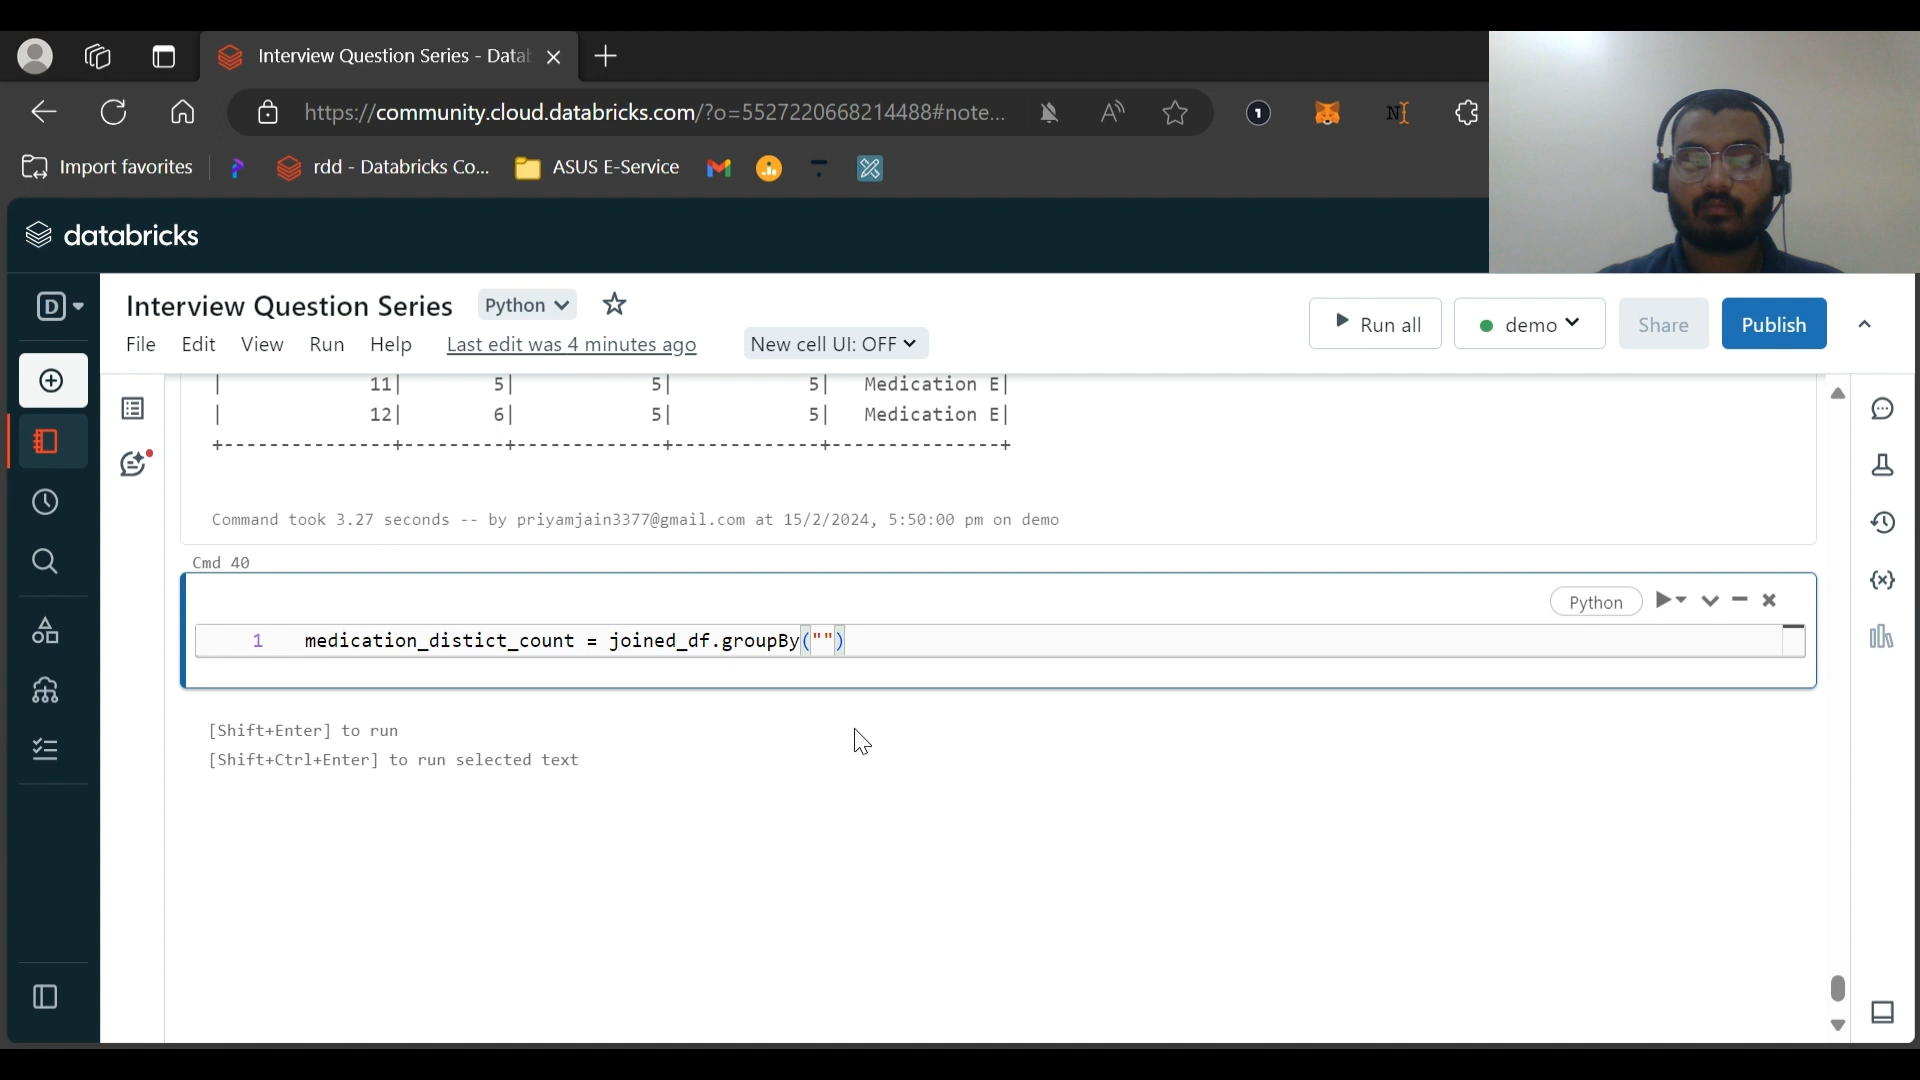 Interview Question Series - Datab
https://community.cloud.databricks.com/?o=5527220668214488#note...
1
N
Import favorites
rdd - Databricks Co...
ASUS E-Service
databricks
D
Interview Question Series
Python
Run all
demo
Share
Publish
File
Edit
View
Run
Help
Last edit was 4 minutes ago
New cell UI: OFF
| 11| 5| 5| 5| Medication E|
| 12| 6| 5| 5| Medication E|
+-----------------+---------+--------------+--------------+---------------+
Command took 3.27 seconds -- by priyamjain3377@gmail.com at 15/2/2024, 5:50:00 pm on demo
Cmd 40
Python
1 medication_distict_count = joined_df.groupBy("")
[Shift+Enter] to run
[Shift+Ctrl+Enter] to run selected text